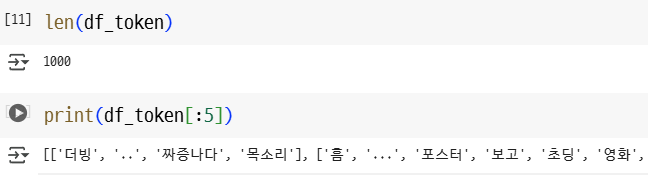 [11] len(df_token)
1000
print(df_token[:5])
[['더빙', '..', '짜증나다', '목소리'], ['흠', '...', '포스터', '보고', '초딩', '영화',